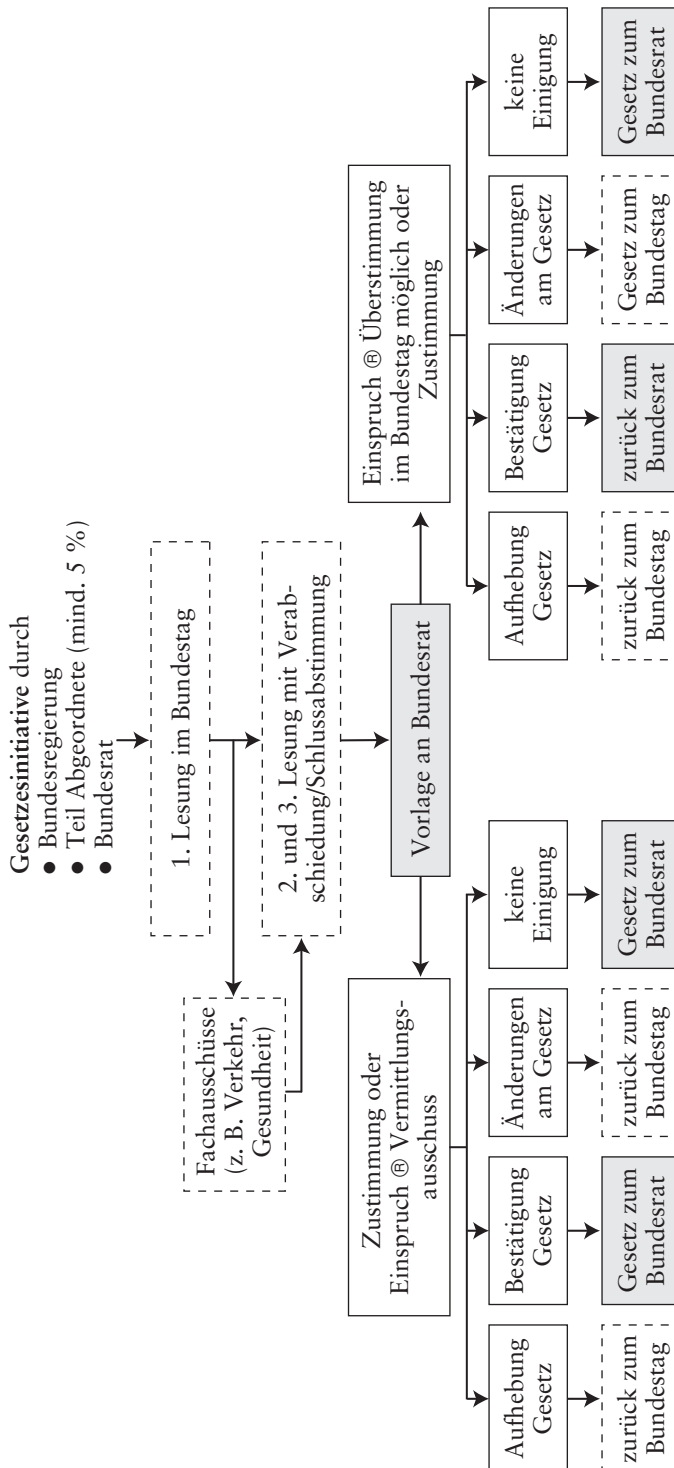 Gesetzesinitiative durch
● Bundesregierung
● Teil Abgeordnete (mind. 5 %)
● Bundesrat
1. Lesung im Bundestag
Fachausschüsse
(z. B. Verkehr,
Gesundheit)
2. und 3. Lesung mit Verab-
schiedung/Schlussabstimmung
Vorlage an Bundesrat
Zustimmung oder
Einspruch ® Vermittlungs-
ausschuss
Einspruch ® Überstimmung
im Bundestag möglich oder
Zustimmung
Aufhebung
Gesetz
Bestätigung
Gesetz
Änderungen
am Gesetz
keine
Einigung
zurück zum
Bundestag
Gesetz zum
Bundesrat
zurück zum
Bundestag
Gesetz zum
Bundesrat
Aufhebung
Gesetz
Bestätigung
Gesetz
Änderungen
am Gesetz
keine
Einigung
zurück zum
Bundestag
zurück zum
Bundesrat
Gesetz zum
Bundestag
Gesetz zum
Bundesrat